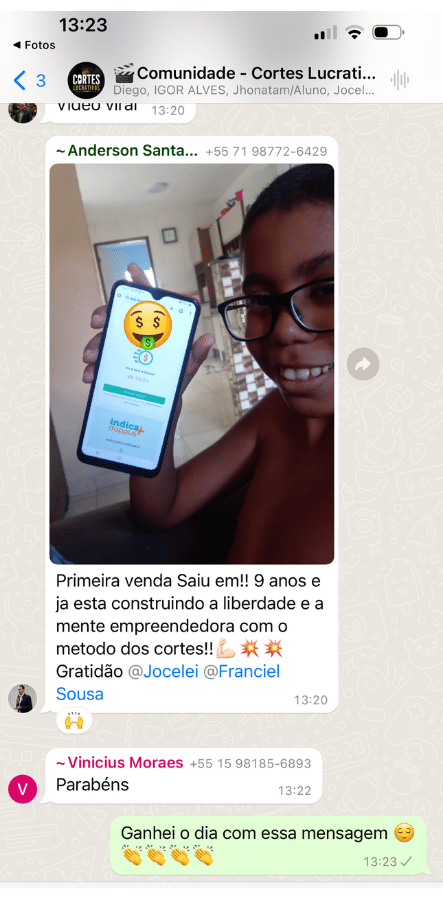 13:23
◀ Fotos
3
CORTES
LUCRATIVOS
🎬Comunidade - Cortes Lucrati...
Diego, IGOR ALVES, Jhonatam/Aluno, Jocel...
Vídeo viral
13:20
~Anderson Santa...
+55 71 98772-6429
indica+
doppus
Primeira venda Saiu em!! 9 anos e
ja esta construindo a liberdade e a
mente empreendedora com o
metodo dos cortes!!💪🏻💥💥
Gratidão @Jocelei @Franciel
Sousa
13:20
🙌
~Vinicius Moraes
+55 15 98185-6893
V
Parabéns
13:22
Ganhei o dia com essa mensagem 😌
👏👏👏👏
13:23